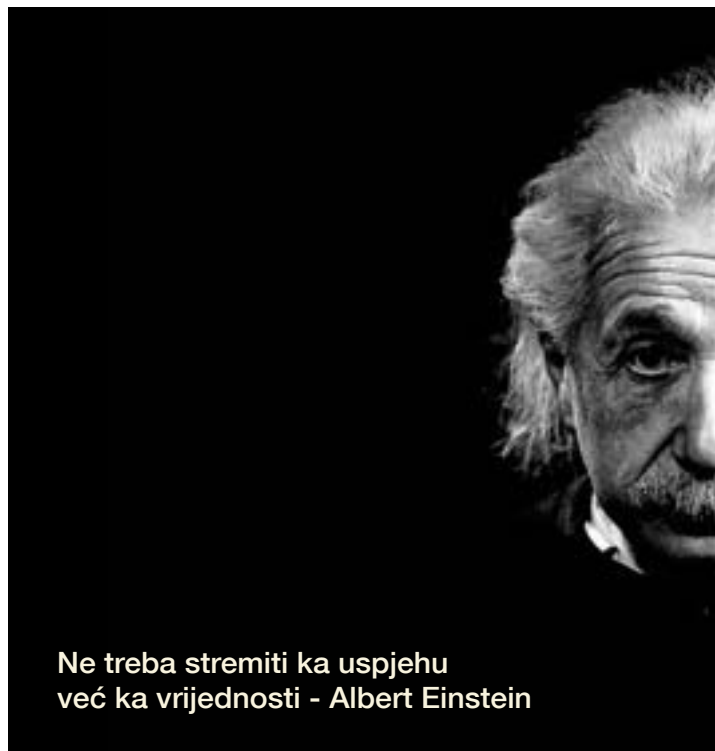 Ne treba stremiti ka uspjehu
već ka vrijednosti - Albert Einstein